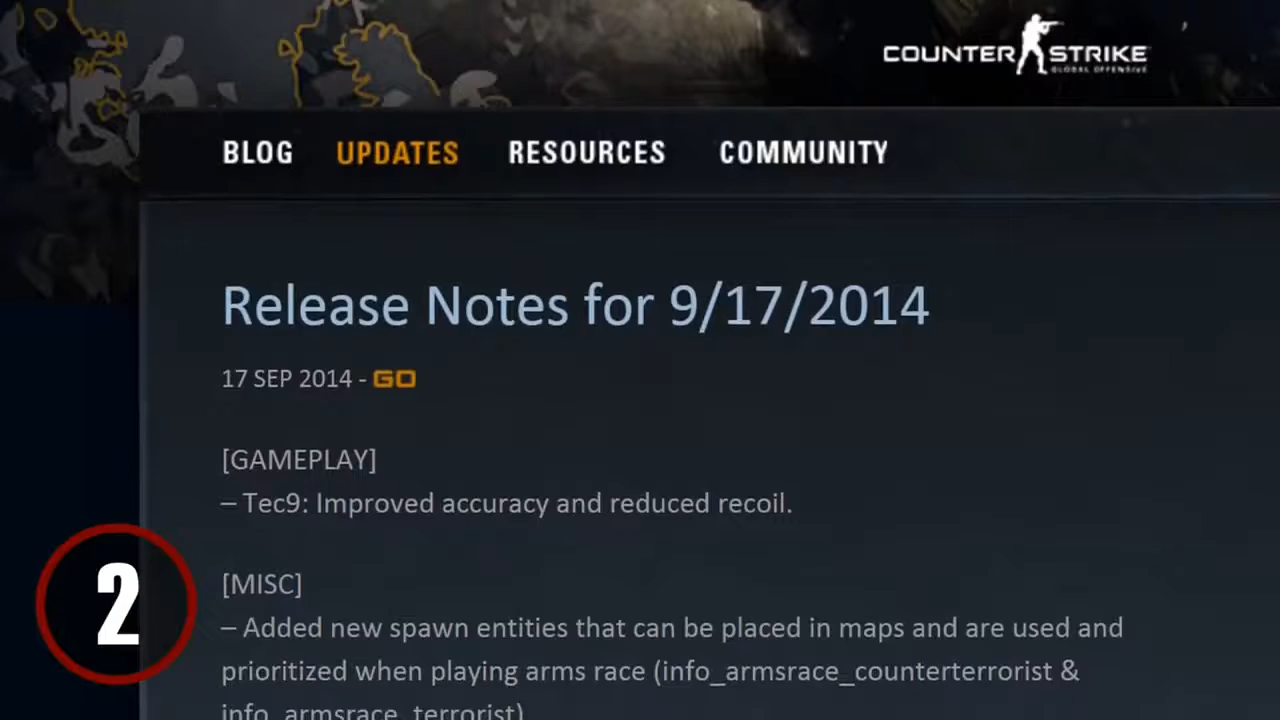 COUNTER STRIKE
GLOBAL OFFENSIVE
BLOG UPDATES RESOURCES COMMUNITY
Release Notes for 9/17/2014
17 SEP 2014 - GO
[GAMEPLAY]
– Tec9: Improved accuracy and reduced recoil.
[MISC]
– Added new spawn entities that can be placed in maps and are used and
prioritized when playing arms race (info_armsrace_counterterrorist &
info_armsrace_terrorist)
2